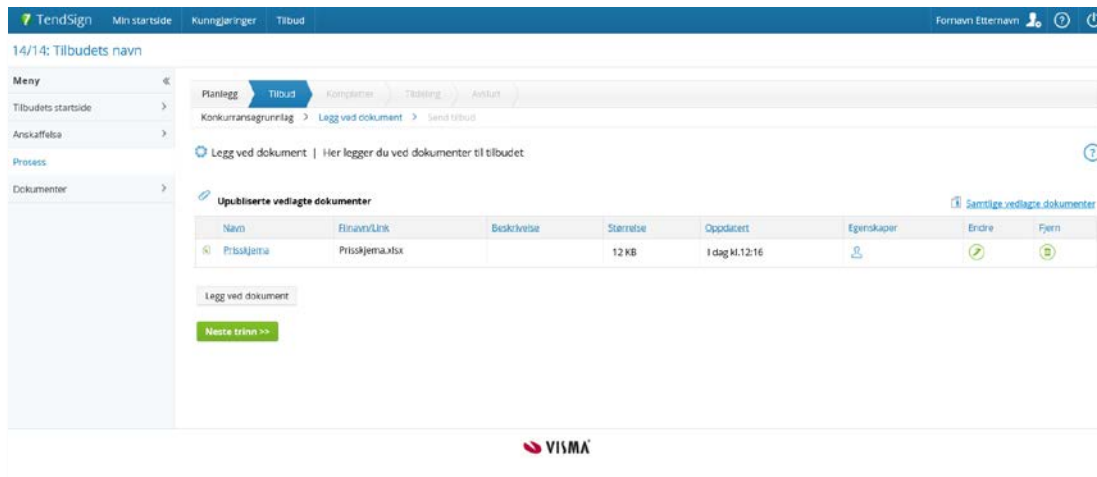 TendSign Min startside Kunngjøringer Tilbud Fornavn Etternavn
14/14: Tilbudets navn
Meny
Tilbudets startside
Anskaffelse
Prosess
Dokumenter
Planlegg Tilbud Kompletter Tildeling Avslutt
Konkurransegrunnlag > Legg ved dokument > Send tilbud
Legg ved dokument | Her legger du ved dokumenter til tilbudet
Upubliserte vedlagte dokumenter Samtlige vedlagte dokumenter
Navn Filnavn/Link Beskrivelse Størrelse Oppdatert Egenskaper Endre Fjern
Prisskjema Prisskjema.xlsx 12 KB I dag kl.12:16
Legg ved dokument
Neste trinn >>
VISMA